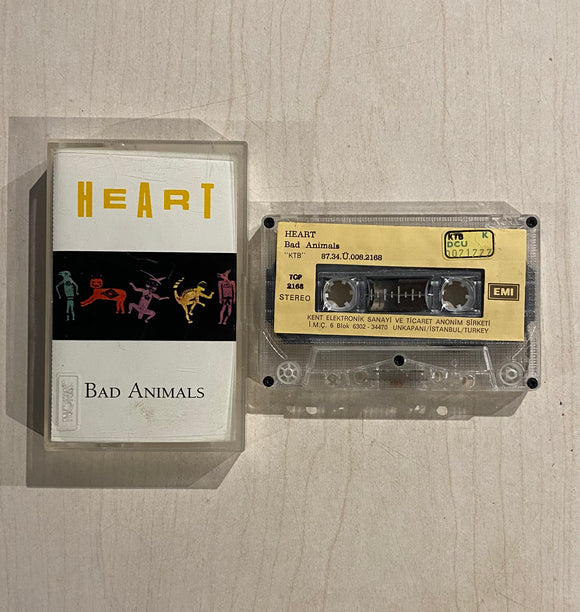 HEART
BAD ANIMALS
NORM
HEART
Bad Animals
"KTB" 87.34.Ü.008.2168
KTB K
DCU
TCP
2168
STEREO
EMI
KENT ELEKTRONİK SANAYİ VE TİCARET ANONİM ŞİRKETİ
İ.M.Ç. 6 Blok 6302 - 34470 UNKAPANI/İSTANBUL/TURKEY